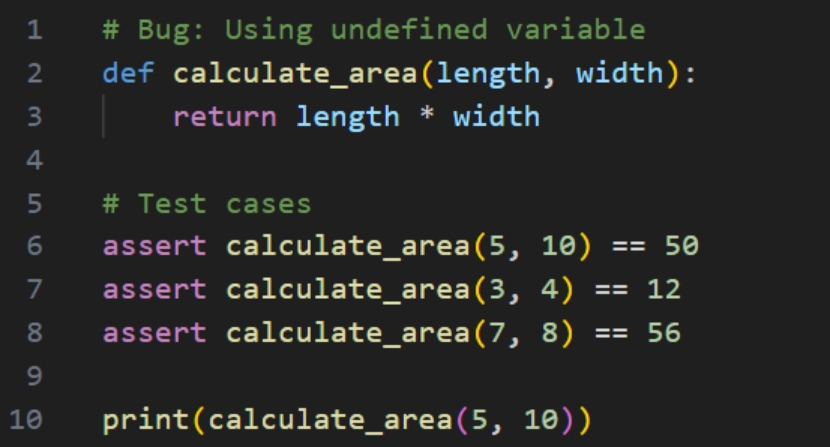 1 # Bug: Using undefined variable
2 def calculate_area(length, width):
3     return length * width
4
5 # Test cases
6 assert calculate_area(5, 10) == 50
7 assert calculate_area(3, 4) == 12
8 assert calculate_area(7, 8) == 56
9
10 print(calculate_area(5, 10))